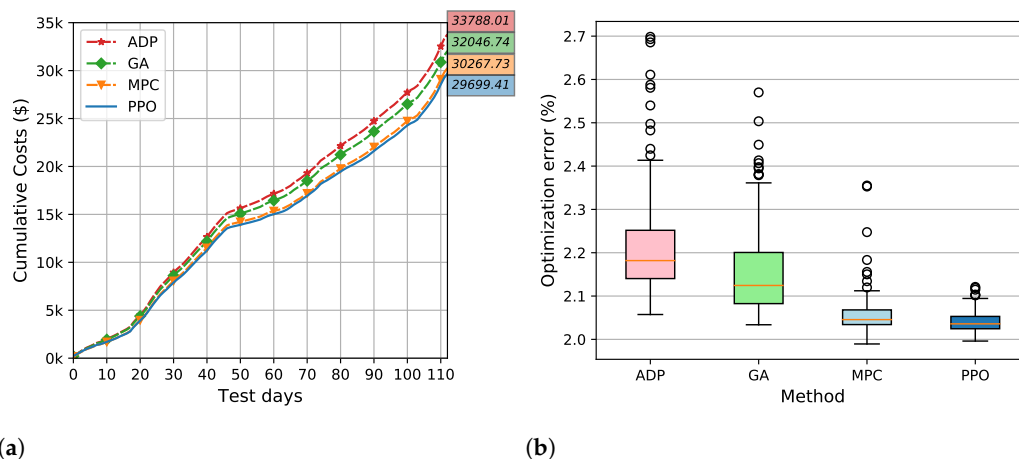 35k
30k
25k
20k
15k
10k
5k
0k
Cumulative Costs ($)
ADP
GA
MPC
PPO
33788.01
32046.74
30267.73
29699.41
0 10 20 30 40 50 60 70 80 90 100 110
Test days
(a)
2.7
2.6
2.5
2.4
2.3
2.2
2.1
2.0
Optimization error (%)
ADP GA MPC PPO
Method
(b)